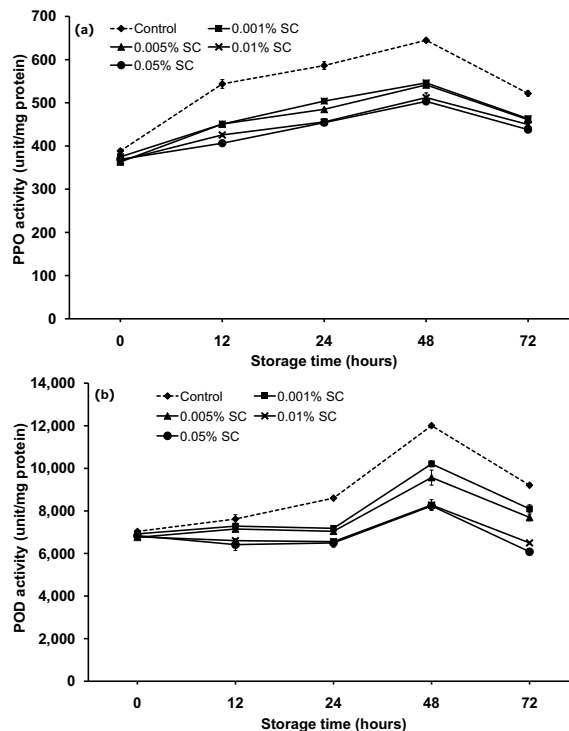 (a)
Control 0.001% SC
0.005% SC 0.01% SC
0.05% SC
700
600
500
400
300
200
100
0
PPO activity (unit/mg protein)
0 12 24 48 72
Storage time (hours)
(b)
Control 0.001% SC
0.005% SC 0.01% SC
0.05% SC
14,000
12,000
10,000
8,000
6,000
4,000
2,000
0
POD activity (unit/mg protein)
0 12 24 48 72
Storage time (hours)